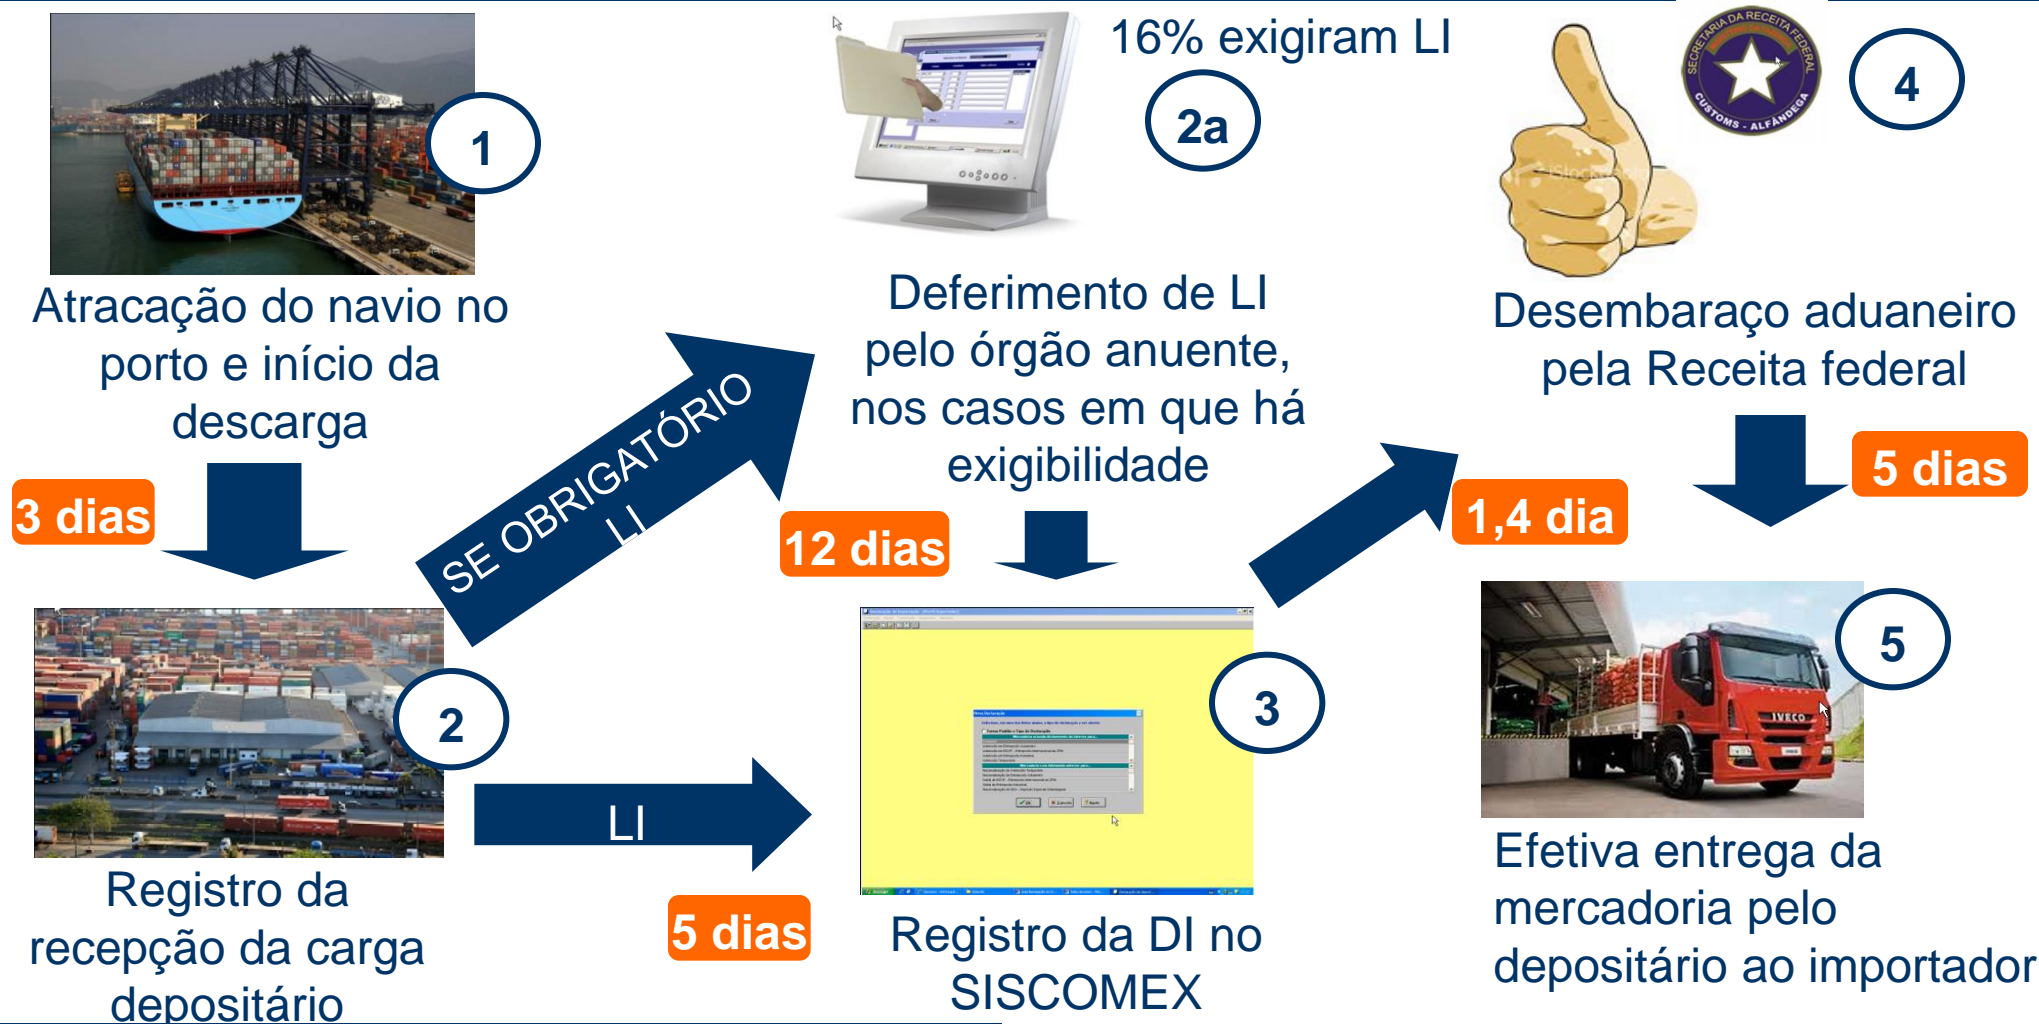 1
Atracação do navio no
porto e início da
descarga
3 dias
2
Registro da
recepção da carga
depositário
SE OBRIGATÓRIO
LI
LI
5 dias
16% exigiram LI
2a
Deferimento de LI
pelo órgão anuente,
nos casos em que há
exigibilidade
12 dias
3
Registro da DI no
SISCOMEX
1,4 dia
SECRETARIA DA RECEITA FEDERAL
CUSTOMS - ALFÂNDEGA
4
Desembaraço aduaneiro
pela Receita federal
5 dias
5
IVECO
Efetiva entrega da
mercadoria pelo
depositário ao importador